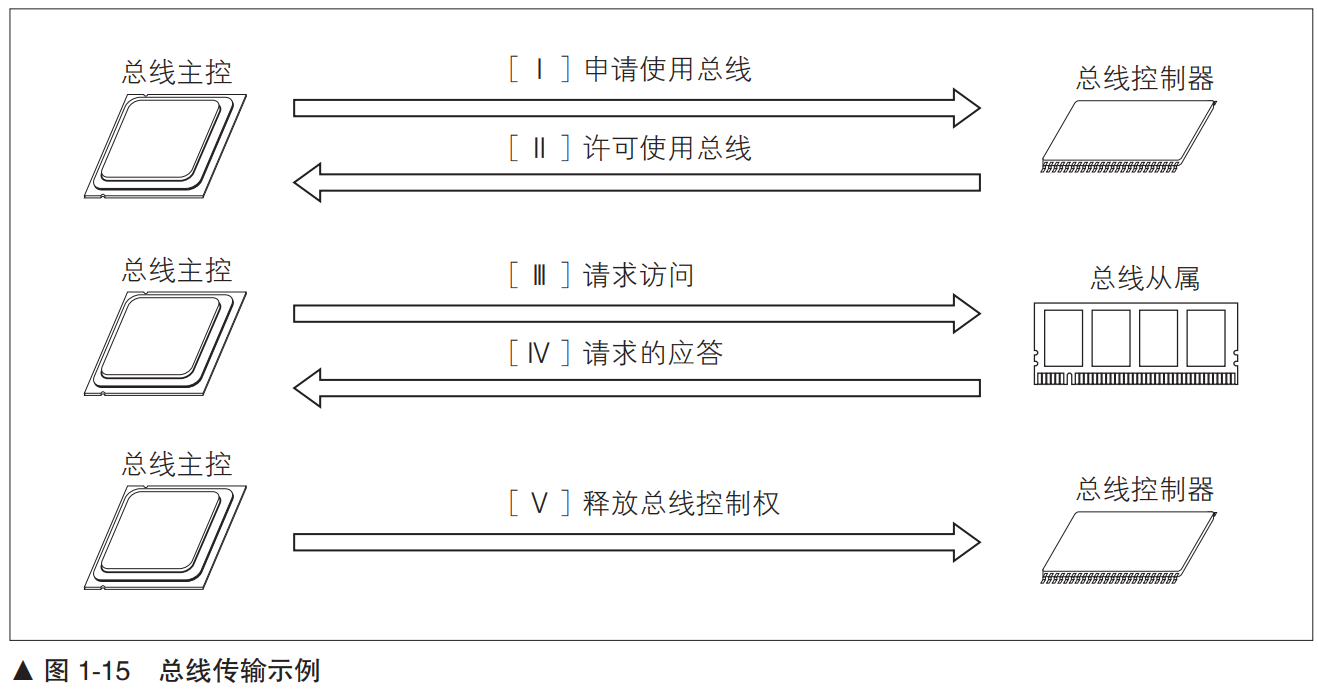 总线主控
[ Ⅰ ] 申请使用总线
总线控制器
[ Ⅱ ] 许可使用总线
总线主控
[ Ⅲ ] 请求访问
总线从属
[ Ⅳ ] 请求的应答
总线主控
[ Ⅴ ] 释放总线控制权
总线控制器
▲ 图 1-15 总线传输示例